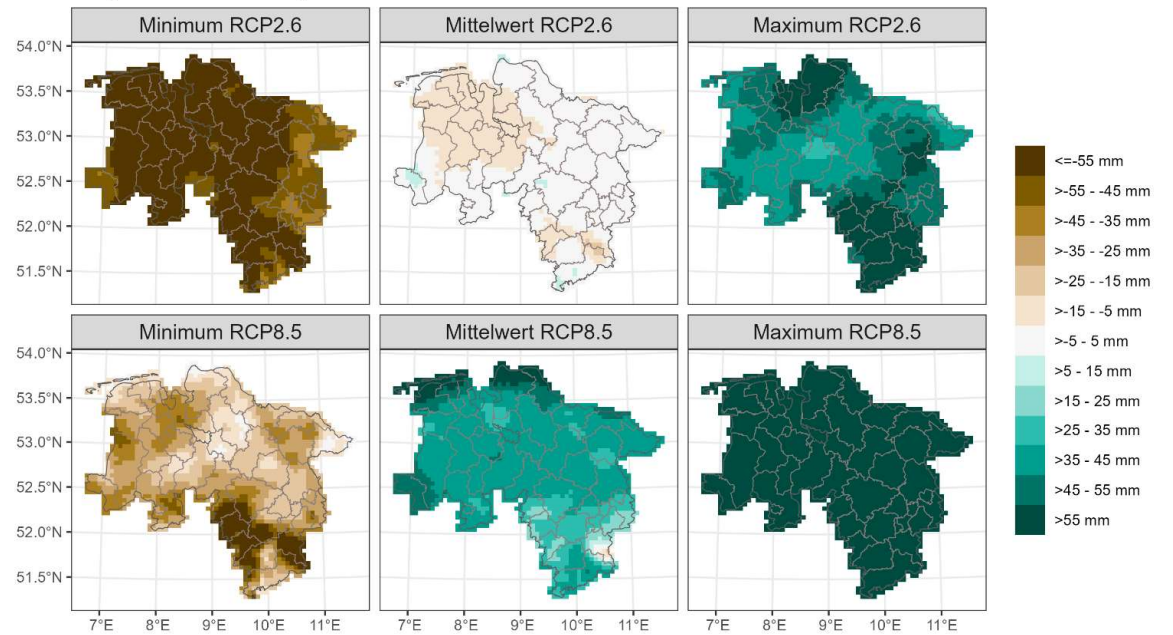 Minimum RCP2.6 Mittelwert RCP2.6 Maximum RCP2.6
54.0°N
53.5°N
53.0°N
52.5°N
52.0°N
51.5°N
Minimum RCP8.5 Mittelwert RCP8.5 Maximum RCP8.5
54.0°N
53.5°N
53.0°N
52.5°N
52.0°N
51.5°N
7°E 8°E 9°E 10°E 11°E 7°E 8°E 9°E 10°E 11°E 7°E 8°E 9°E 10°E 11°E
<=-55 mm
>-55 - -45 mm
>-45 - -35 mm
>-35 - -25 mm
>-25 - -15 mm
>-15 - -5 mm
>-5 - 5 mm
>5 - 15 mm
>15 - 25 mm
>25 - 35 mm
>35 - 45 mm
>45 - 55 mm
>55 mm